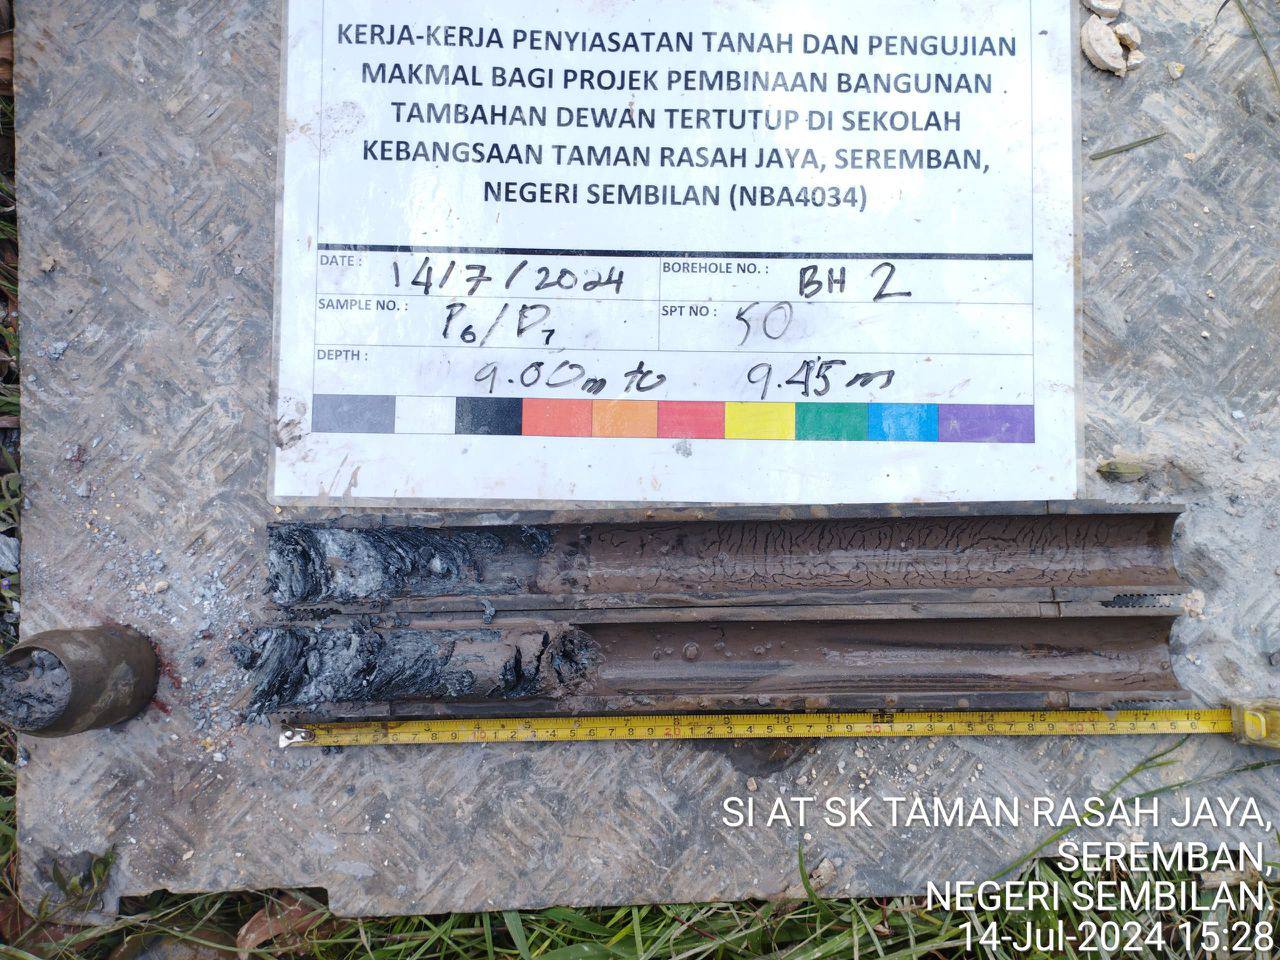 KERJA-KERJA PENYIASATAN TANAH DAN PENGUJIAN
MAKMAL BAGI PROJEK PEMBINAAN BANGUNAN
TAMBAHAN DEWAN TERTUTUP DI SEKOLAH
KEBANGSAAN TAMAN RASAH JAYA, SEREMBAN,
NEGERI SEMBILAN (NBA4034)
DATE : 14/7/2024 BOREHOLE NO. : BH 2
SAMPLE NO. : P6/D7 SPT NO : 50
DEPTH : 9.00m to 9.45m
SI AT SK TAMAN RASAH JAYA,
SEREMBAN,
NEGERI SEMBILAN.
14-Jul-2024 15:28